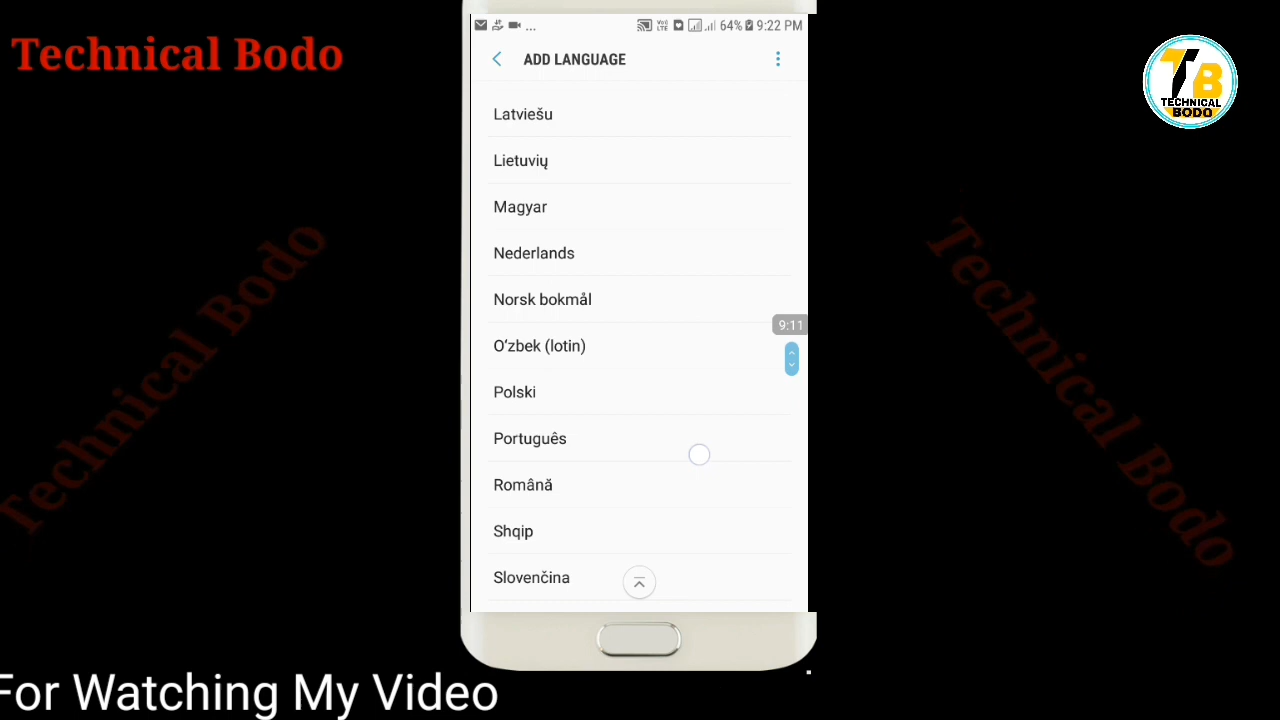 Technical Bodo
... 64% 9:22 PM
ADD LANGUAGE
TB
TECHNICAL
BODO
Latviešu
Lietuvių
Magyar
Nederlands
Norsk bokmål
9:11
O‘zbek (lotin)
Polski
Português
Română
Shqip
Slovenčina
Technical Bodo
Technical Bodo
For Watching My Video